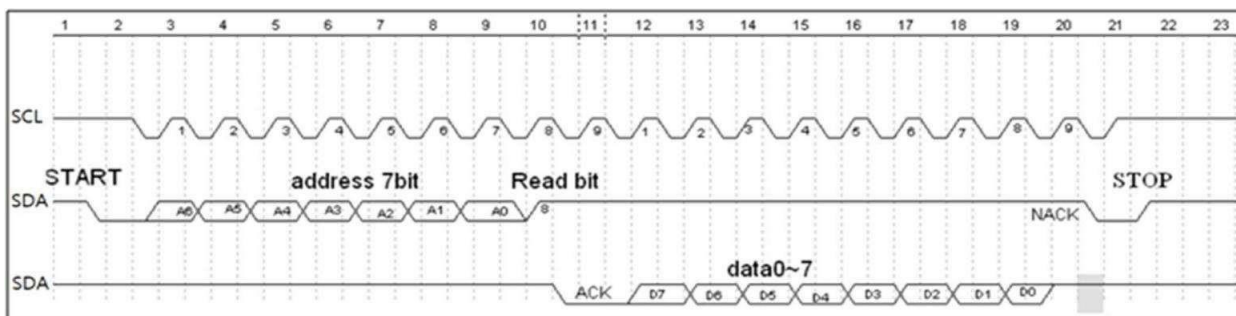 1 2 3 4 5 6 7 8 9 10 11 12 13 14 15 16 17 18 19 20 21 22 23
SCL 1 2 3 4 5 6 7 8 9 1 2 3 4 5 6 7 8 9
START address 7bit Read bit STOP
SDA A6 A5 A4 A3 A2 A1 A0 8 NACK
data0~7
SDA ACK D7 D6 D5 D4 D3 D2 D1 D0